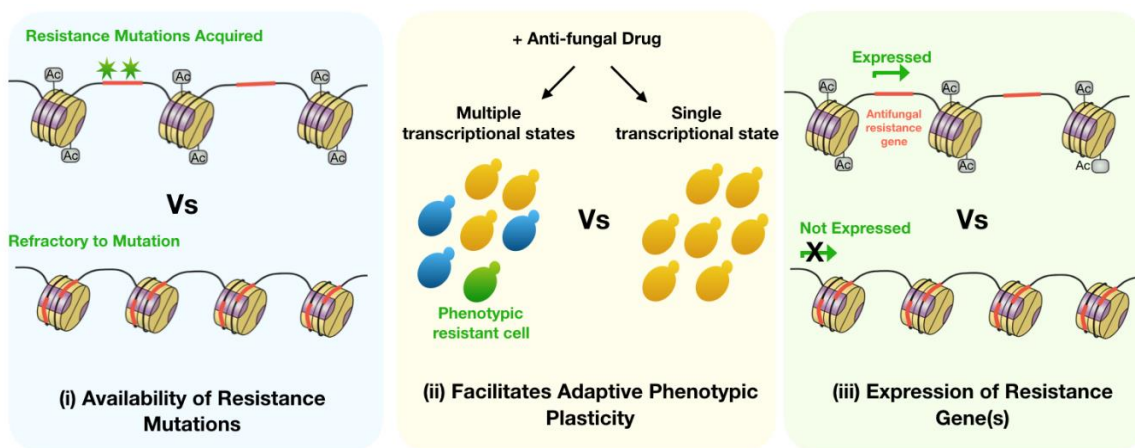 Resistance Mutations Acquired
Ac
Ac
Ac
Ac
Ac
Ac
Vs
Refractory to Mutation
(i) Availability of Resistance
Mutations
+ Anti-fungal Drug
Multiple
transcriptional states
Single
transcriptional state
Vs
Phenotypic
resistant cell
(ii) Facilitates Adaptive Phenotypic
Plasticity
Expressed
Ac
Ac
Ac
Antifungal
resistance
gene
Ac
Ac
Ac
Vs
Not Expressed
X
(iii) Expression of Resistance
Gene(s)